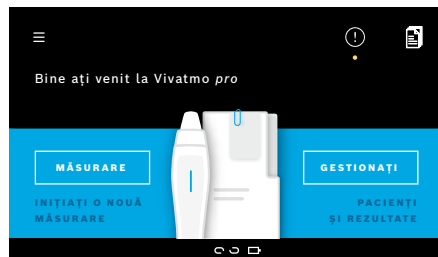 Bine ați venit la Vivatmo pro
MĂSURARE
INIȚIAȚI O NOUĂ
MĂSURARE
GESTIONAȚI
PACIENȚI
ȘI REZULTATE